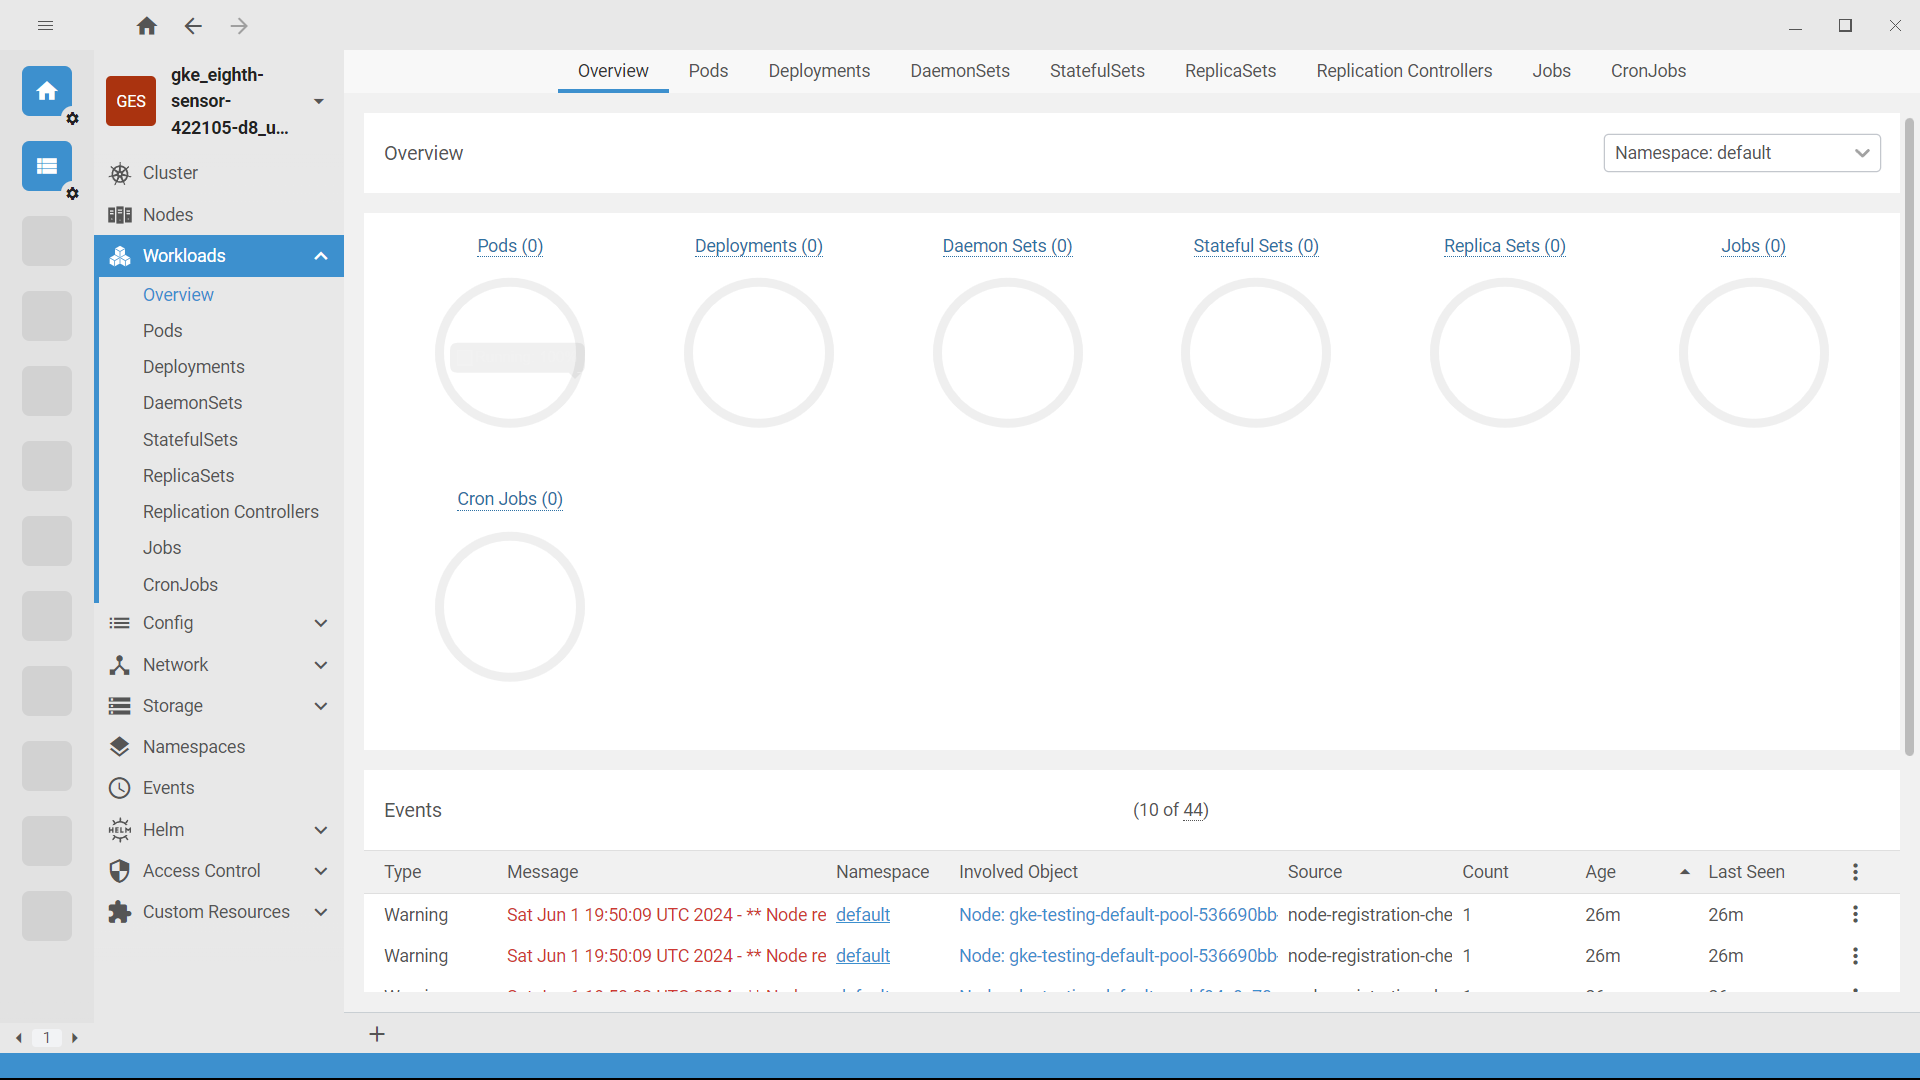 GES
gke_eighth-
sensor-
422105-d8_u...
Cluster
Nodes
Workloads
Overview
Pods
Deployments
DaemonSets
StatefulSets
ReplicaSets
Replication Controllers
Jobs
CronJobs
Config
Network
Storage
Namespaces
Events
HELM Helm
Access Control
Custom Resources
1
Overview Pods Deployments DaemonSets StatefulSets ReplicaSets Replication Controllers Jobs CronJobs
Overview Namespace: default
Pods (0) Deployments (0) Daemon Sets (0) Stateful Sets (0) Replica Sets (0) Jobs (0)
Cron Jobs (0)
Events (10 of 44)
Type Message Namespace Involved Object Source Count Age Last Seen
Warning Sat Jun 1 19:50:09 UTC 2024 - ** Node re default Node: gke-testing-default-pool-536690bb- node-registration-che 1 26m 26m
Warning Sat Jun 1 19:50:09 UTC 2024 - ** Node re default Node: gke-testing-default-pool-536690bb- node-registration-che 1 26m 26m